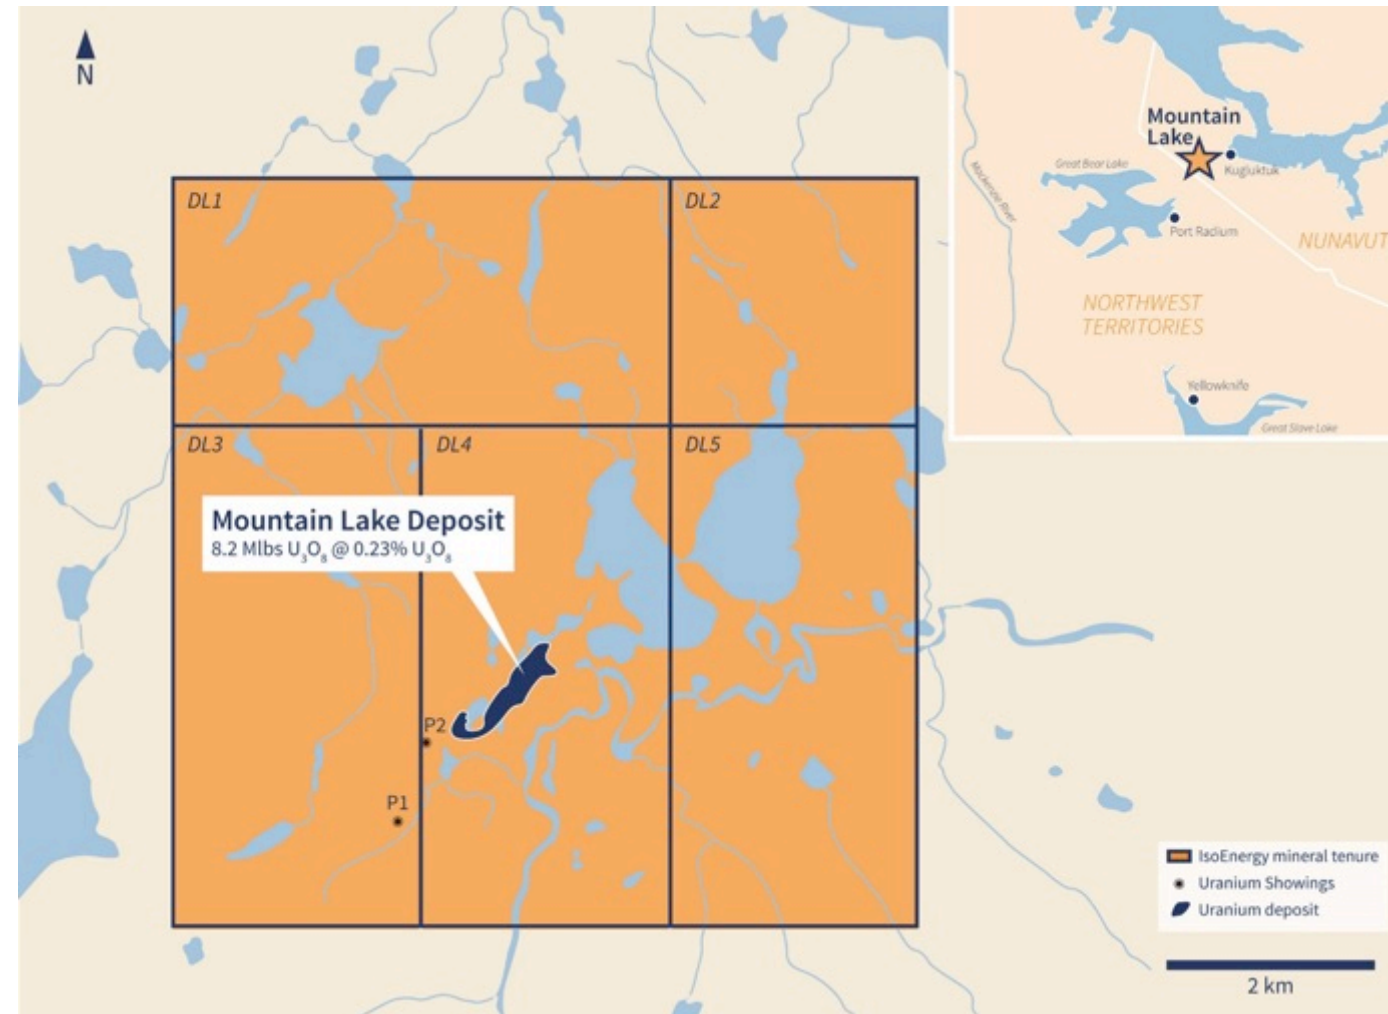 N
DL1
DL2
DL3
DL4
DL5
Mountain Lake Deposit
8.2 Mlbs U₃O₈ @ 0.23% U₃O₈
P2
P1
Mountain
Lake
Great Bear Lake
Kugluktuk
Mackenzie River
Port Radium
NUNAVUT
NORTHWEST
TERRITORIES
Yellowknife
Great Slave Lake
IsoEnergy mineral tenure
Uranium Showings
Uranium deposit
2 km